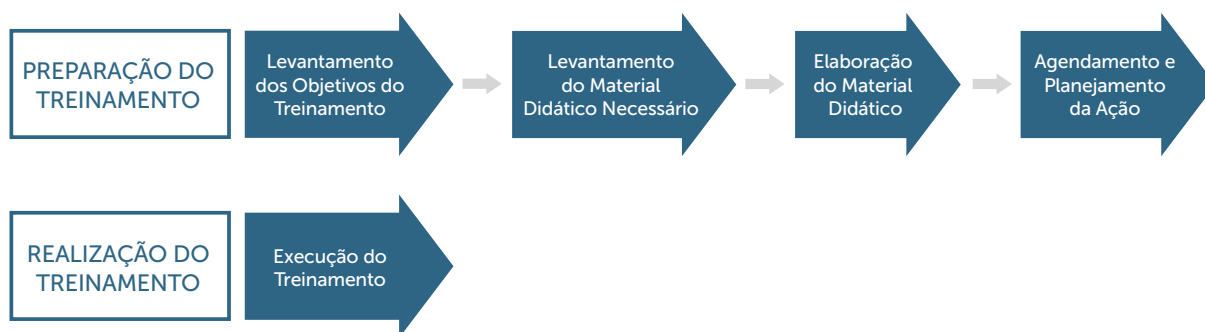 PREPARAÇÃO DO
TREINAMENTO
Levantamento
dos Objetivos do
Treinamento
Levantamento
do Material
Didático Necessário
Elaboração
do Material
Didático
Agendamento e
Planejamento
da Ação
REALIZAÇÃO DO
TREINAMENTO
Execução do
Treinamento